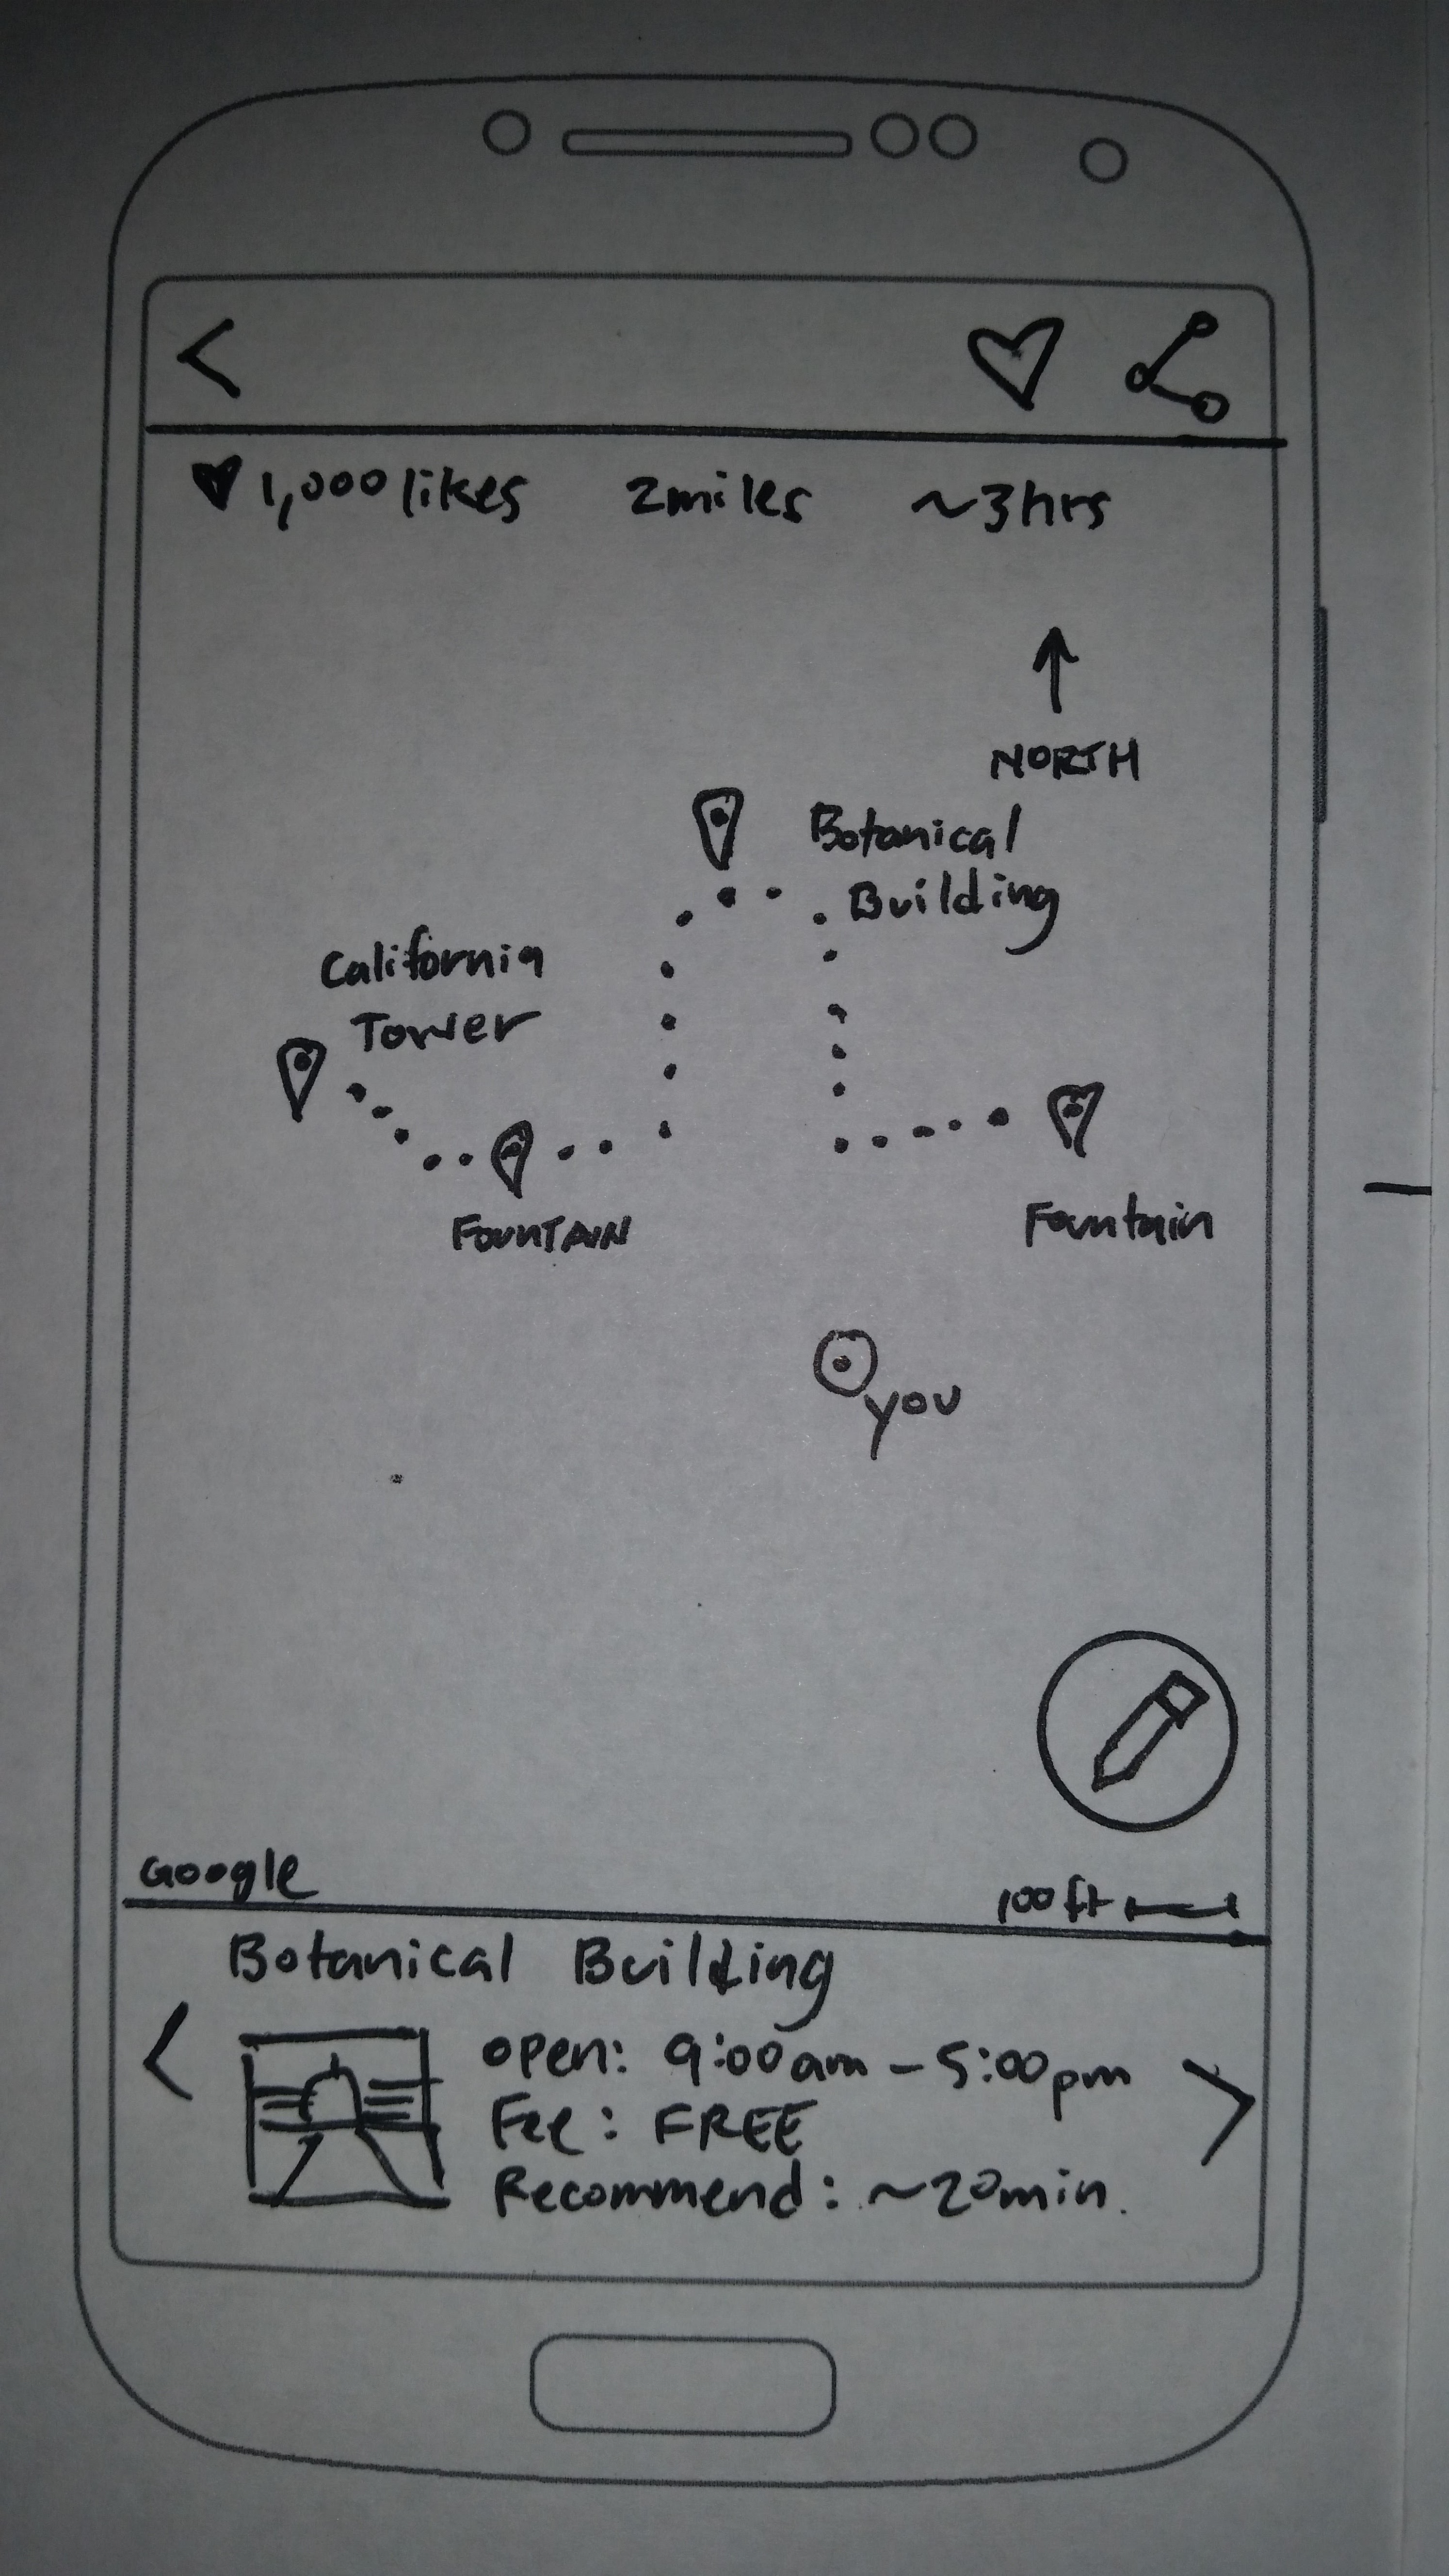 1,000 likes 2miles ~3hrs
NORTH
Botanical
Building
California
Tower
FOUNTAIN
Fountain
you
Google
100ft
Botanical Building
open: 9:00am - 5:00pm
Fee: FREE
Recommend: ~20min.